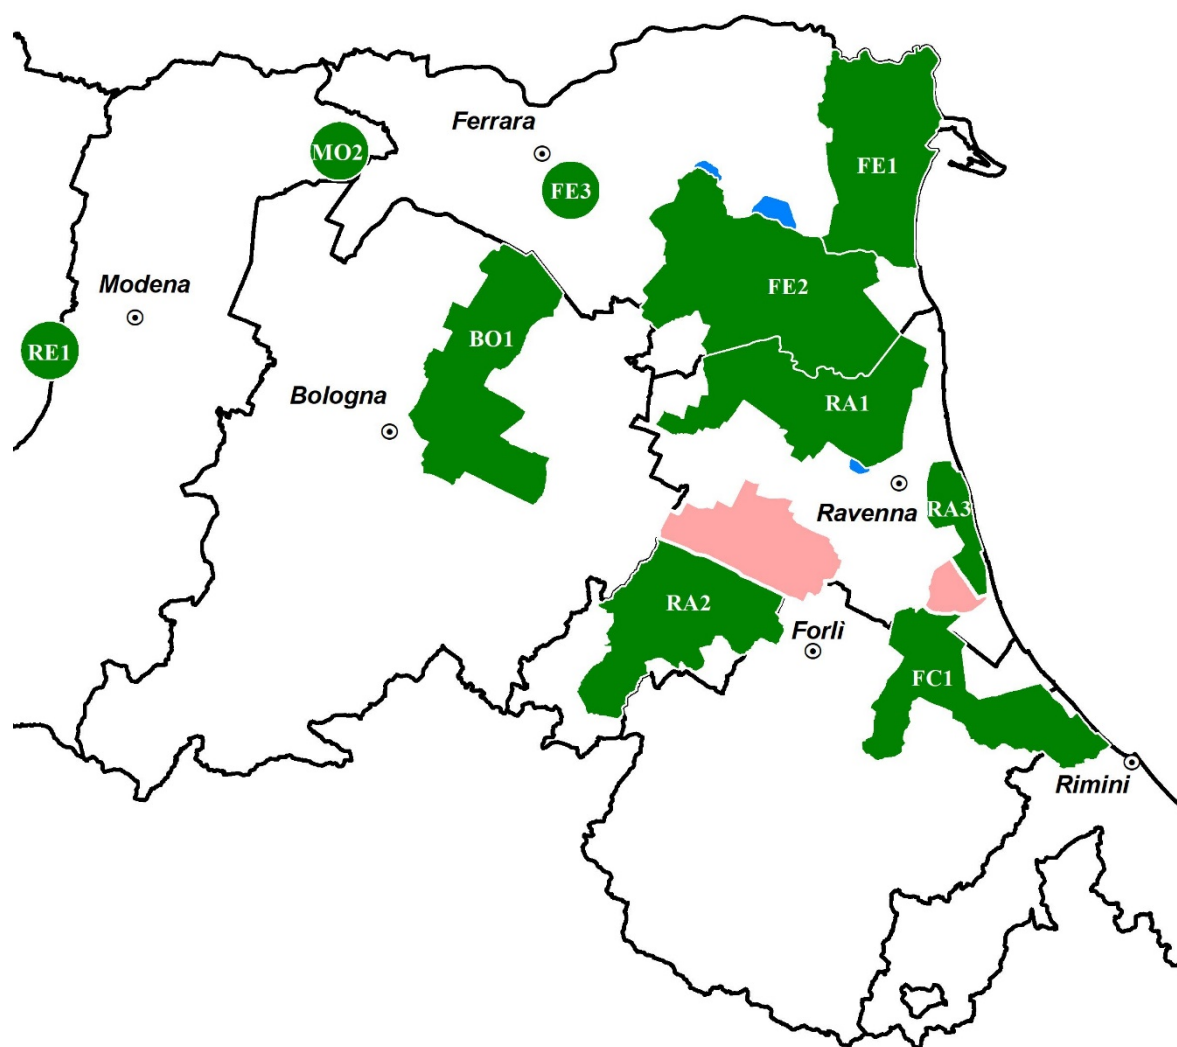 Ferrara
MO2
FE1
FE3
Modena
FE2
BO1
RE1
Bologna
RA1
Ravenna
RA3
RA2
Forlì
FC1
Rimini